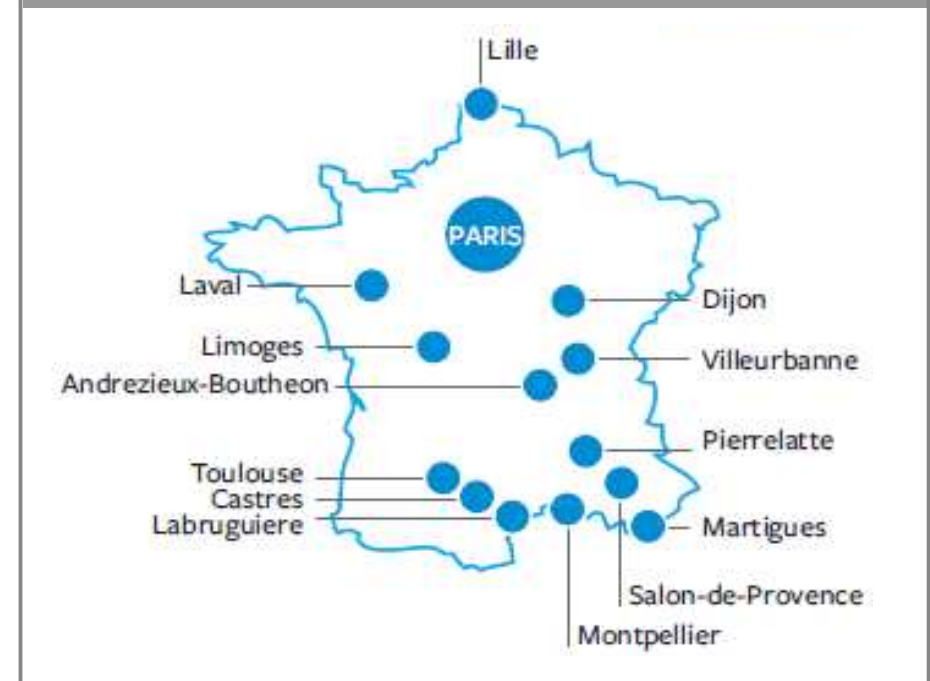 Lille
PARIS
Laval
Dijon
Limoges
Villeurbanne
Andrezieux-Boutheon
Pierrelatte
Toulouse
Castres
Labruguiere
Martigues
Salon-de-Provence
Montpellier